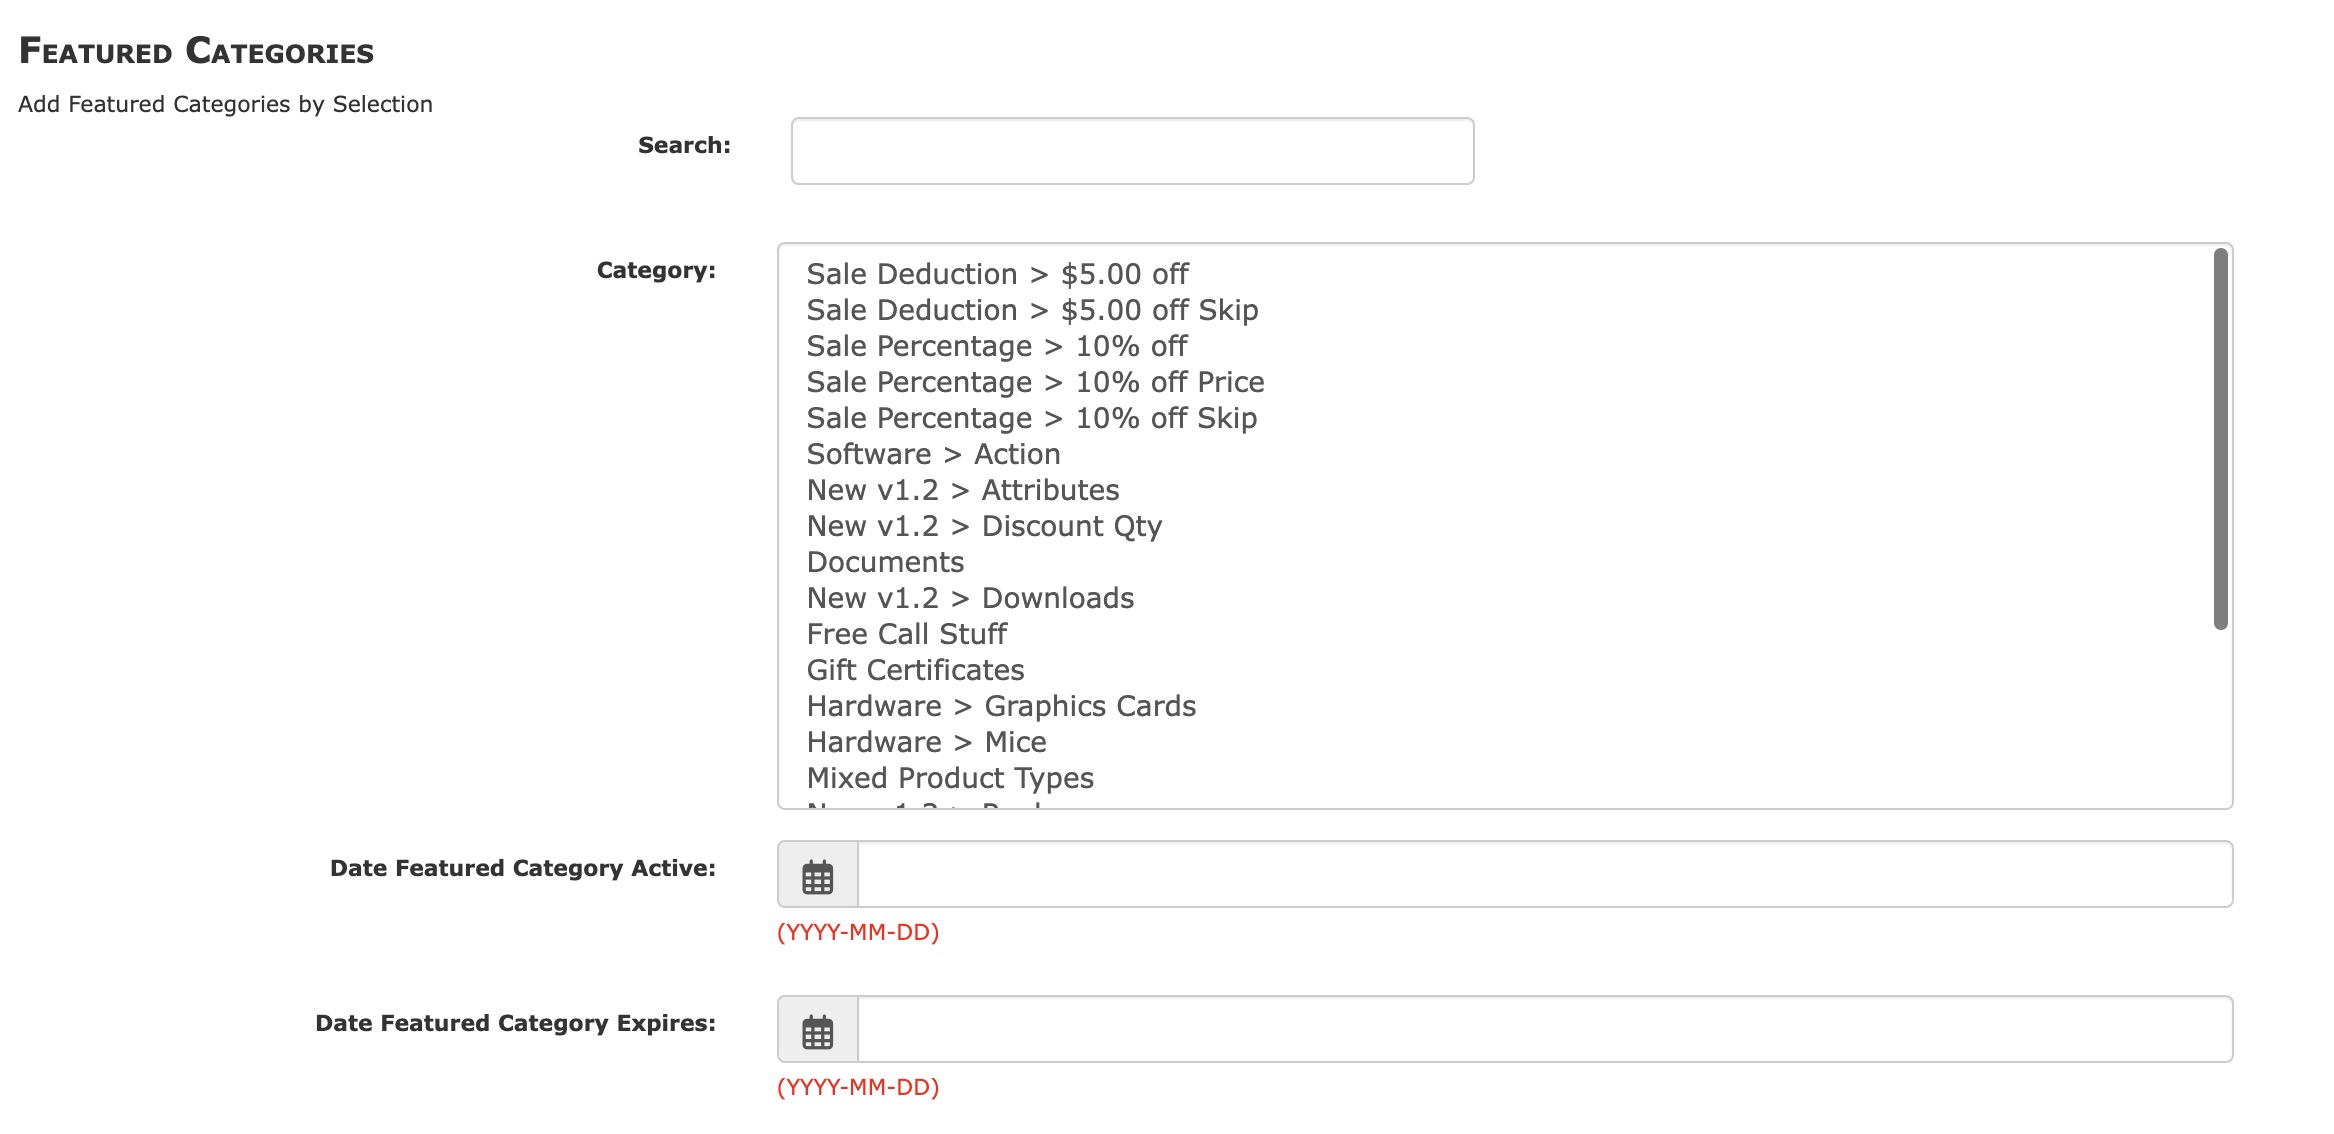 Featured Categories
Add Featured Categories by Selection
Search:
Category:
Sale Deduction > $5.00 off
Sale Deduction > $5.00 off Skip
Sale Percentage > 10% off
Sale Percentage > 10% off Price
Sale Percentage > 10% off Skip
Software > Action
New v1.2 > Attributes
New v1.2 > Discount Qty
Documents
New v1.2 > Downloads
Free Call Stuff
Gift Certificates
Hardware > Graphics Cards
Hardware > Mice
Mixed Product Types
Date Featured Category Active:
(YYYY-MM-DD)
Date Featured Category Expires:
(YYYY-MM-DD)